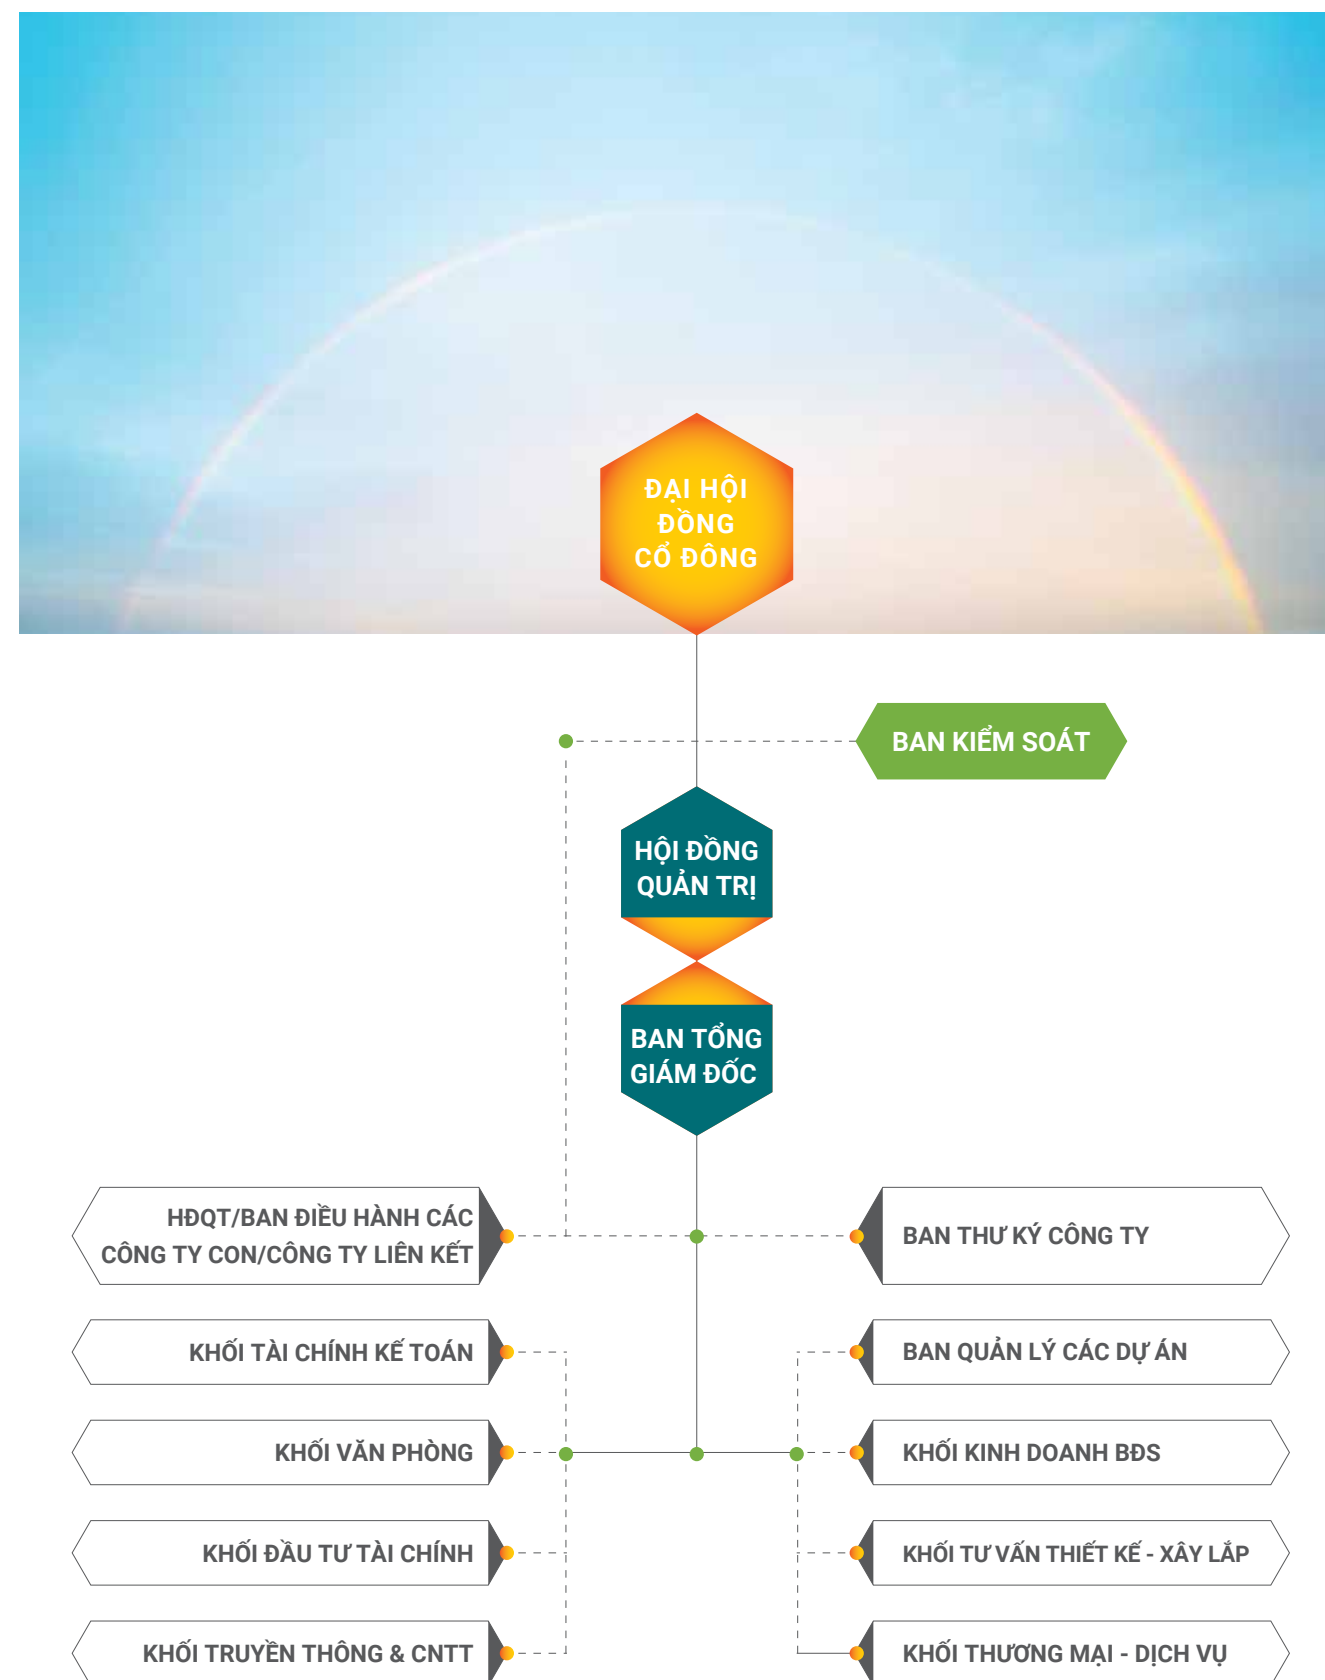 ĐẠI HỘI
ĐỒNG
CỔ ĐÔNG
BAN KIỂM SOÁT
HỘI ĐỒNG
QUẢN TRỊ
BAN TỔNG
GIÁM ĐỐC
HĐQT/BAN ĐIỀU HÀNH CÁC
CÔNG TY CON/CÔNG TY LIÊN KẾT
BAN THƯ KÝ CÔNG TY
KHỐI TÀI CHÍNH KẾ TOÁN
BAN QUẢN LÝ CÁC DỰ ÁN
KHỐI VĂN PHÒNG
KHỐI KINH DOANH BĐS
KHỐI ĐẦU TƯ TÀI CHÍNH
KHỐI TƯ VẤN THIẾT KẾ - XÂY LẮP
KHỐI TRUYỀN THÔNG & CNTT
KHỐI THƯƠNG MẠI - DỊCH VỤ